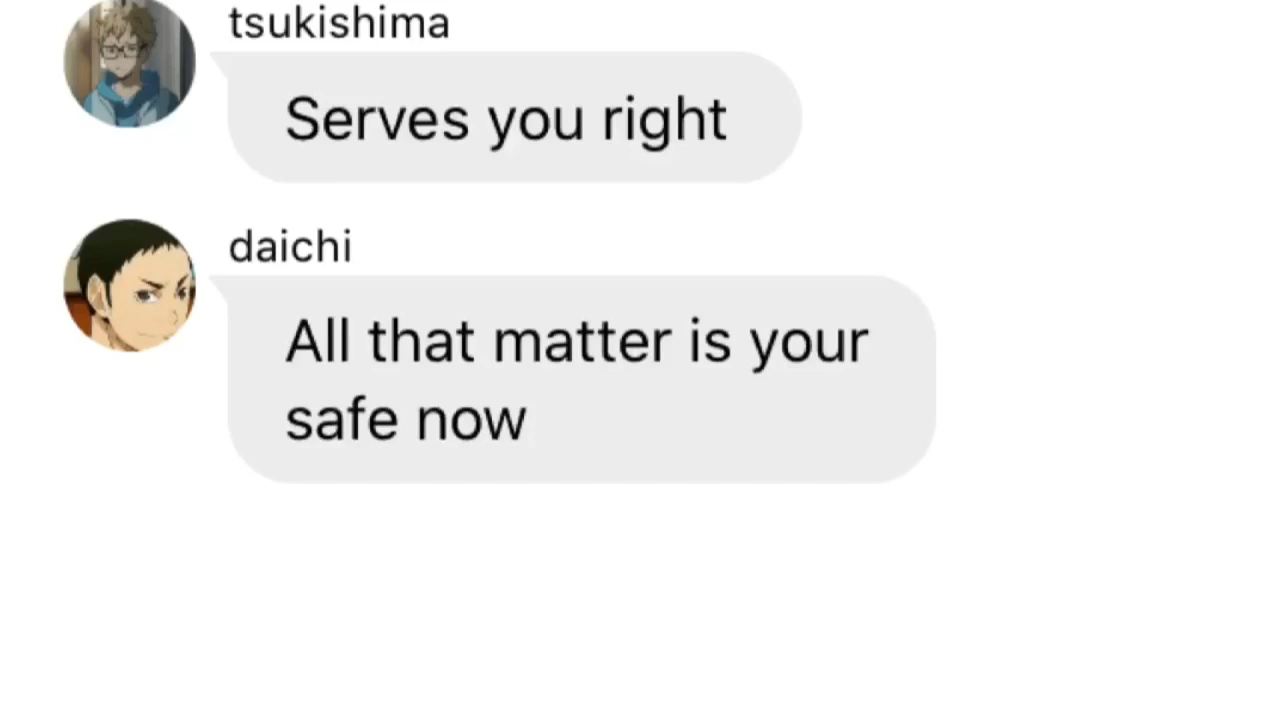 tsukishima
Serves you right
daichi
All that matter is your
safe now